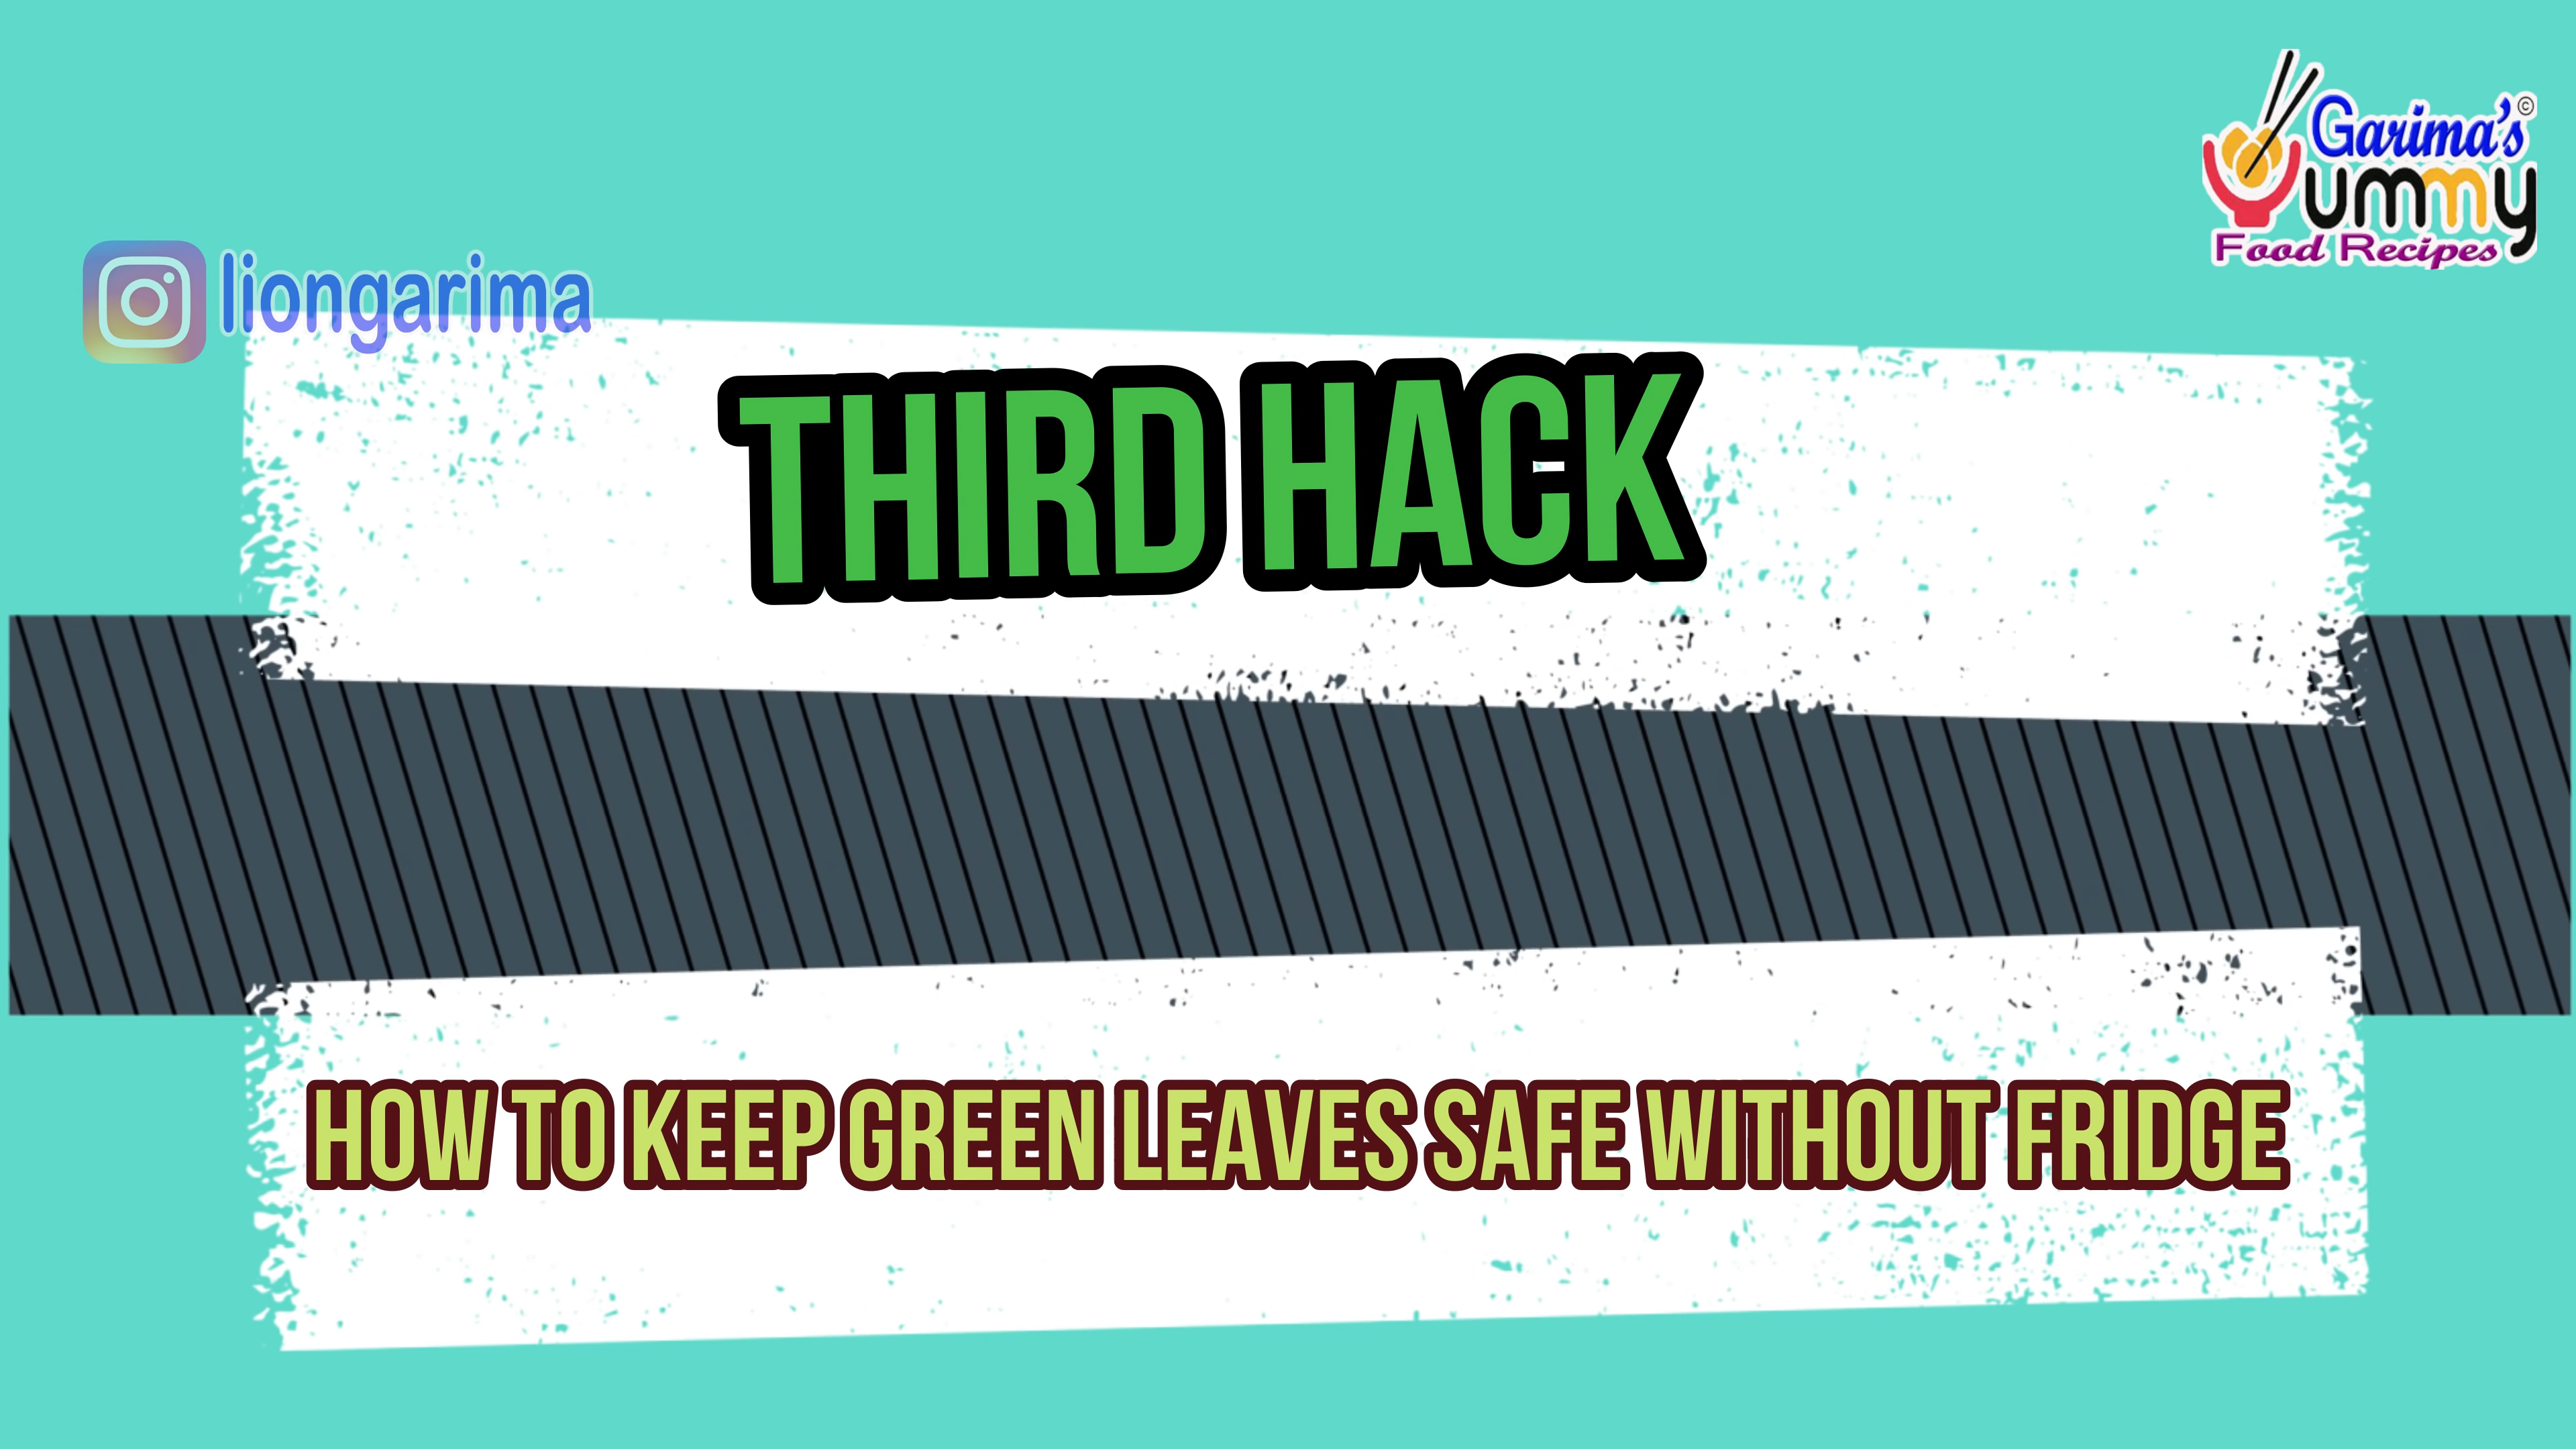 Garima's ©
Yummy
Food Recipes
liongarima
THIRD HACK
HOW TO KEEP GREEN LEAVES SAFE WITHOUT FRIDGE